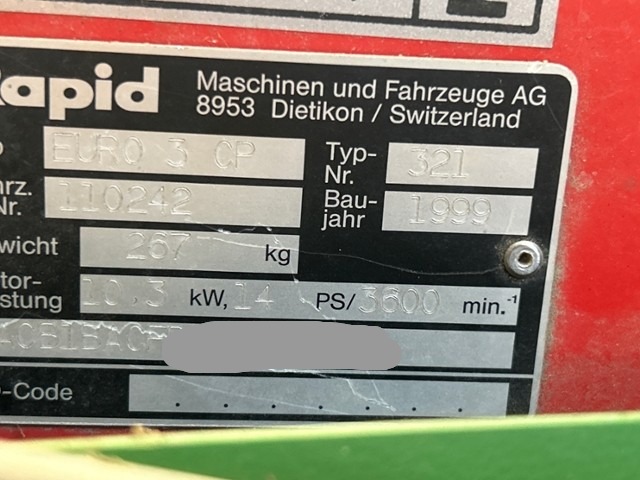 Rapid Maschinen und Fahrzeuge AG
8953 Dietikon / Switzerland
EURO 3 CP Typ-Nr. 321
hrz. Nr. 110242 Bau-jahr 1999
wicht 267 kg
tor-stung 10,3 kW, 14 PS/3600 min.-1
-Code